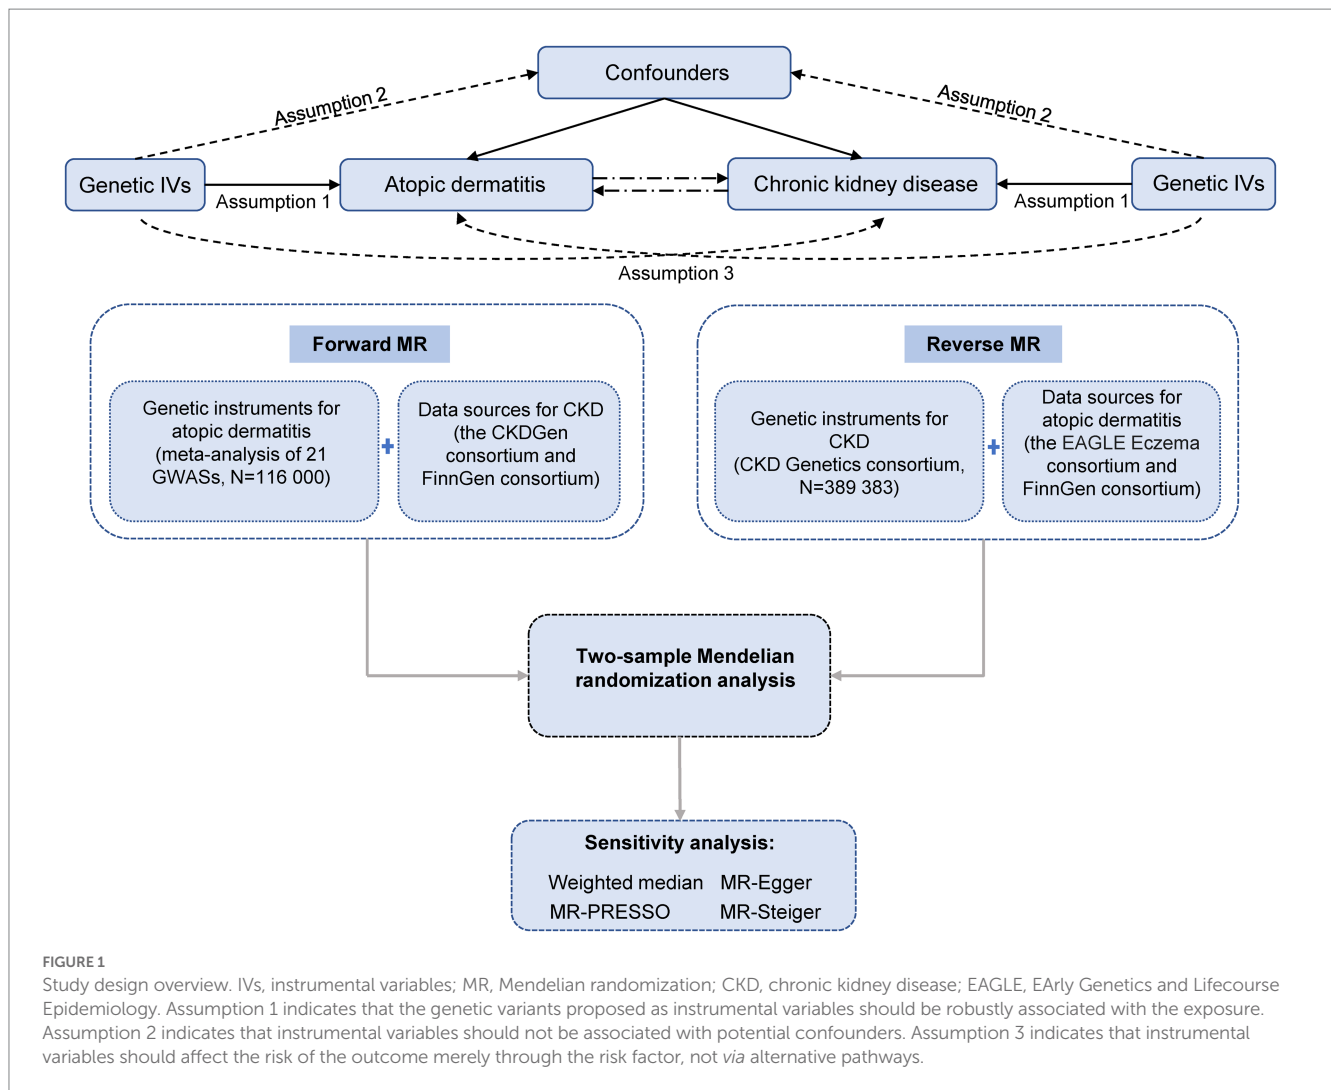 Confounders
Assumption 2
Assumption 2
Genetic IVs
Atopic dermatitis
Chronic kidney disease
Genetic IVs
Assumption 1
Assumption 1
Assumption 3
Forward MR
Genetic instruments for
atopic dermatitis
(meta-analysis of 21
GWASs, N=116 000)
+
Data sources for CKD
(the CKDGen
consortium and
FinnGen consortium)
Reverse MR
Genetic instruments for
CKD
(CKD Genetics consortium,
N=389 383)
+
Data sources for
atopic dermatitis
(the EAGLE Eczema
consortium and
FinnGen consortium)
Two-sample Mendelian
randomization analysis
Sensitivity analysis:
Weighted median MR-Egger
MR-PRESSO MR-Steiger
FIGURE 1
Study design overview. IVs, instrumental variables; MR, Mendelian randomization; CKD, chronic kidney disease; EAGLE, EArly Genetics and Lifecourse
Epidemiology. Assumption 1 indicates that the genetic variants proposed as instrumental variables should be robustly associated with the exposure.
Assumption 2 indicates that instrumental variables should not be associated with potential confounders. Assumption 3 indicates that instrumental
variables should affect the risk of the outcome merely through the risk factor, not via alternative pathways.